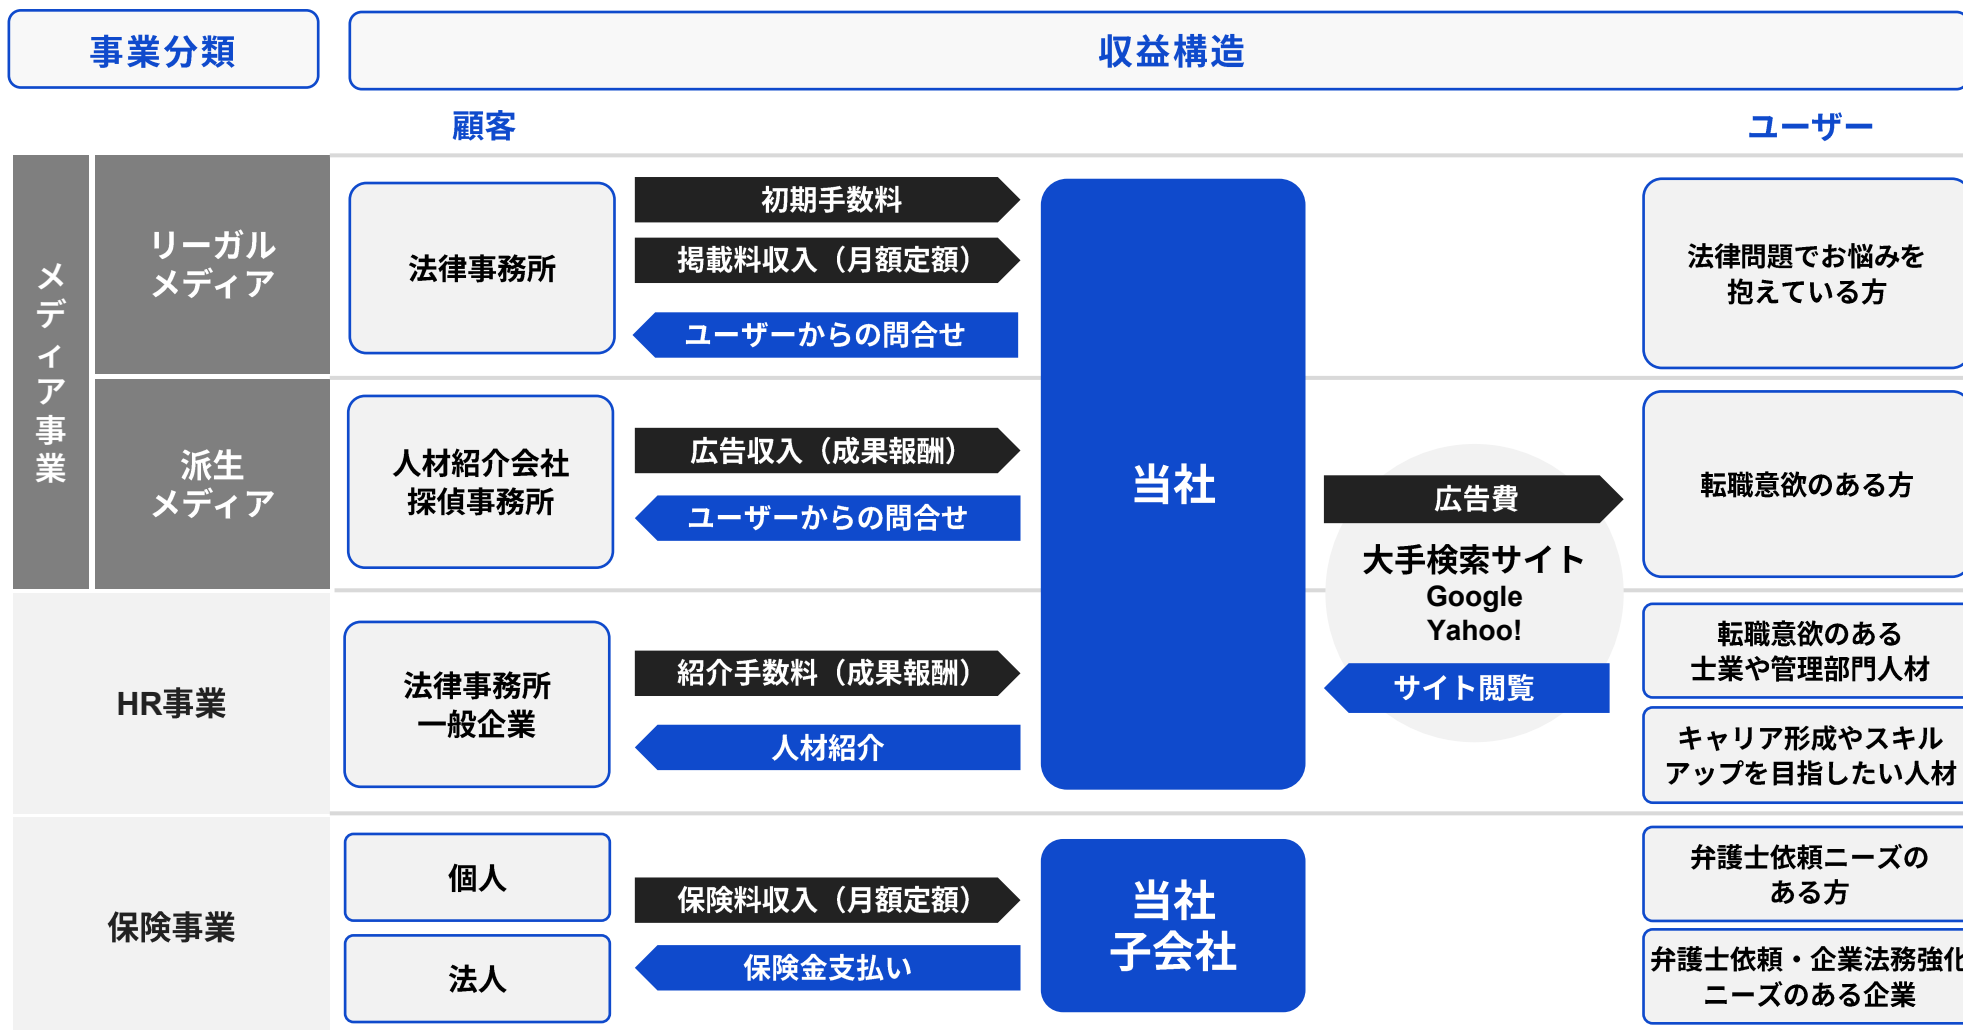 事業分類
収益構造
顧客
ユーザー
メディア事業
リーガル
メディア
法律事務所
初期手数料
掲載料収入（月額定額）
ユーザーからの問合せ
法律問題でお悩みを
抱えている方
派生
メディア
人材紹介会社
探偵事務所
広告収入（成果報酬）
ユーザーからの問合せ
当社
広告費
大手検索サイト
Google
Yahoo!
サイト閲覧
転職意欲のある方
HR事業
法律事務所
一般企業
紹介手数料（成果報酬）
人材紹介
転職意欲のある
士業や管理部門人材
キャリア形成やスキル
アップを目指したい人材
保険事業
個人
法人
保険料収入（月額定額）
保険金支払い
当社
子会社
弁護士依頼ニーズの
ある方
弁護士依頼・企業法務強化
ニーズのある企業